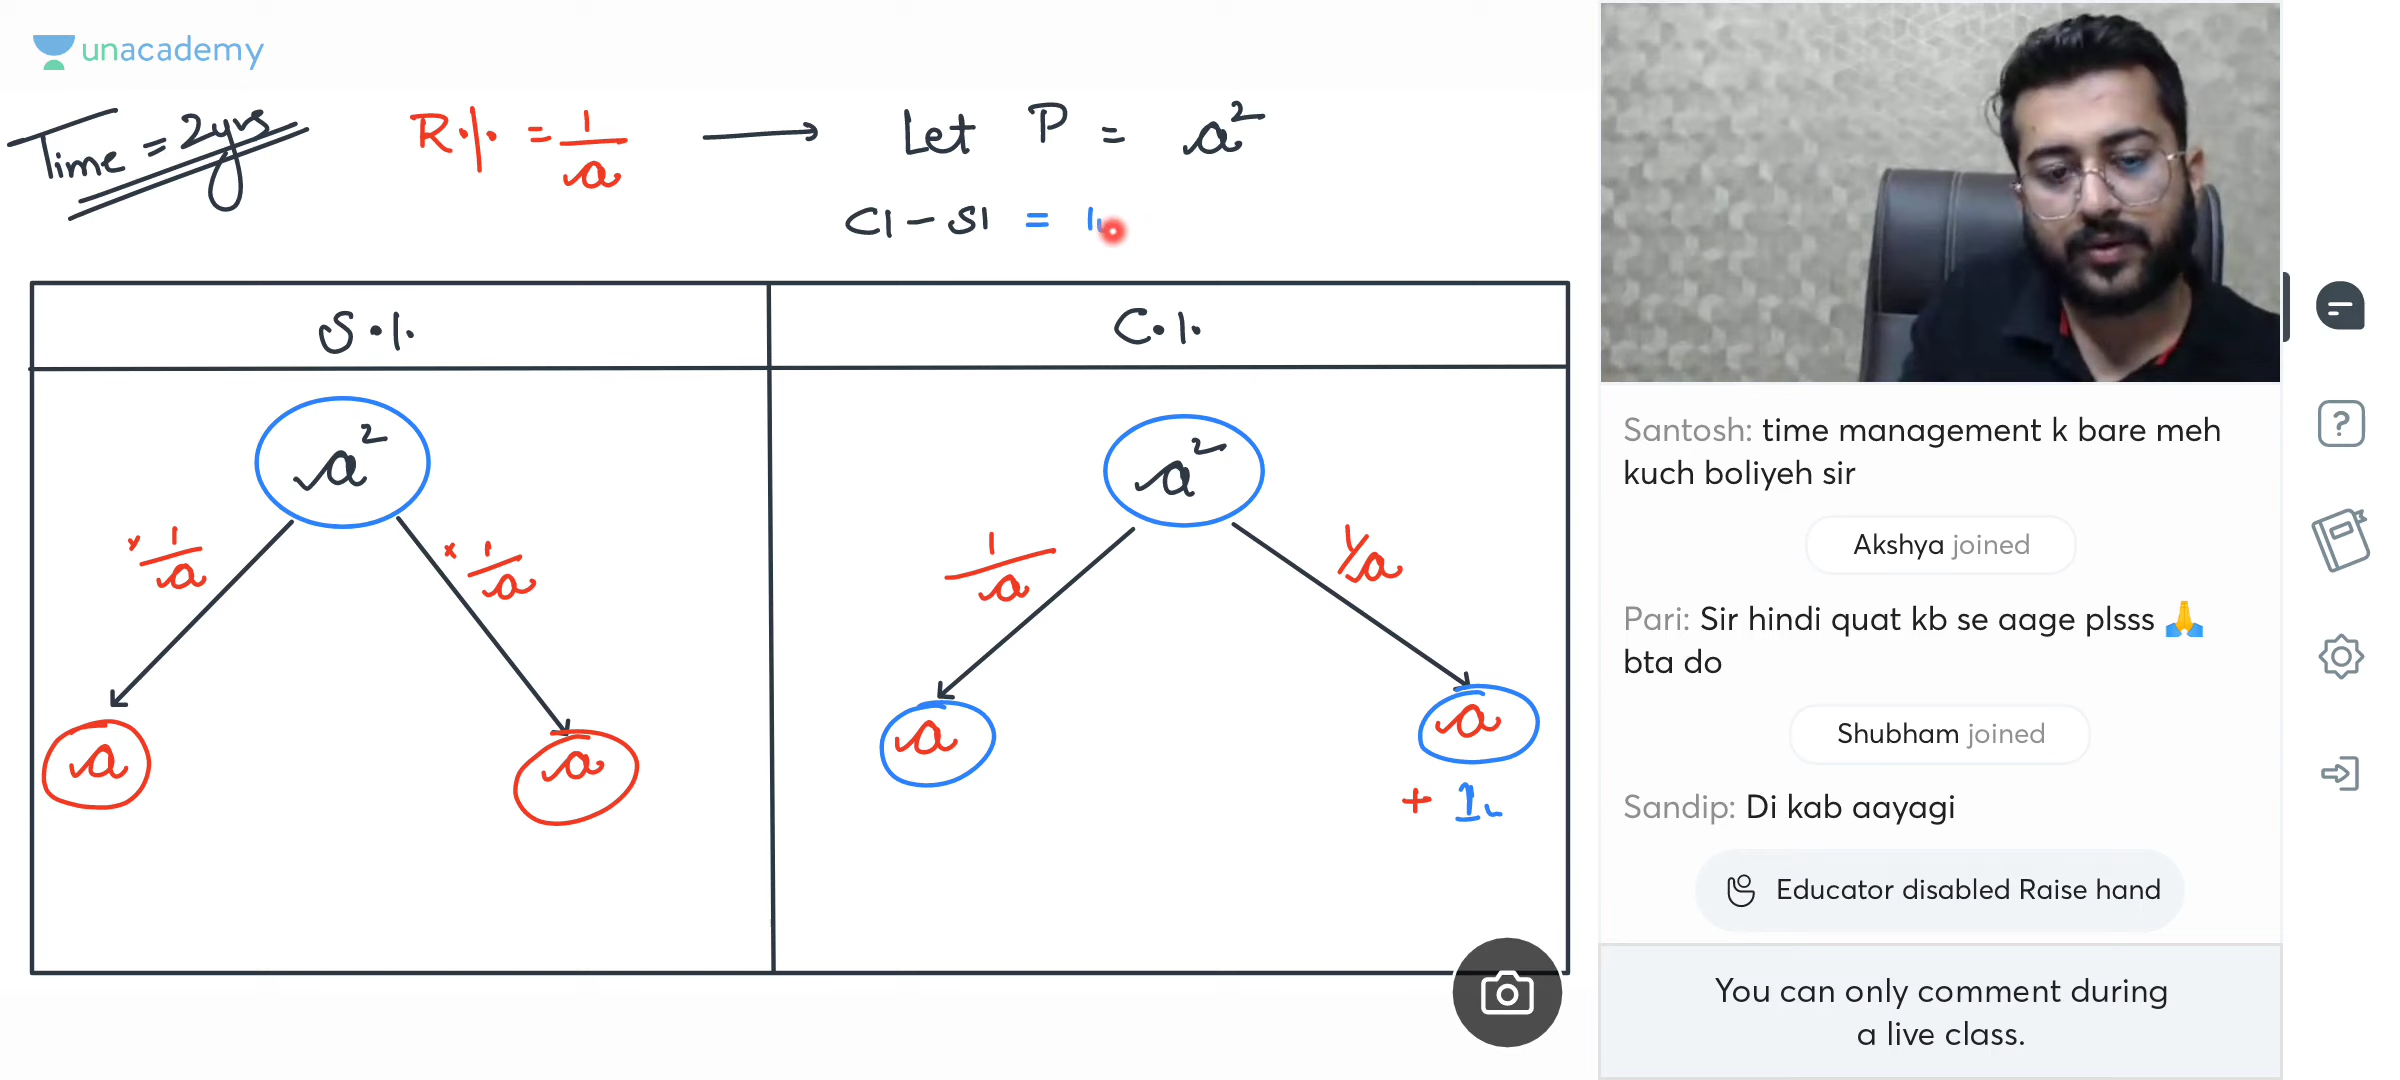 unacademy
Time = 2yrs R% = 1/a → Let P = a²
CI - SI = 1
S.I. C.I.
a² a²
× 1/a × 1/a 1/a 1/a
a a a a
+ 1
Santosh: time management k bare meh
kuch boliyeh sir
Akshya joined
Pari: Sir hindi quat kb se aage plsss 🙏
bta do
Shubham joined
Sandip: Di kab aayagi
Educator disabled Raise hand
You can only comment during
a live class.